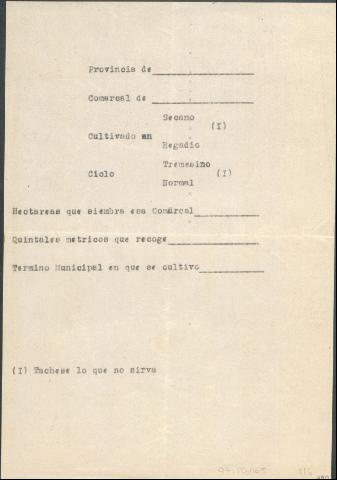 Provincia de
Comarcal de
Secano
(I)
Cultivado en
Regadio
Tremesino
Ciclo
(I)
Normal
Hectareas que siembra esa Comarcal
Quintales metricos que recoge
Termino Municipal en que se cultivo
(I) Tachese lo que no sirva